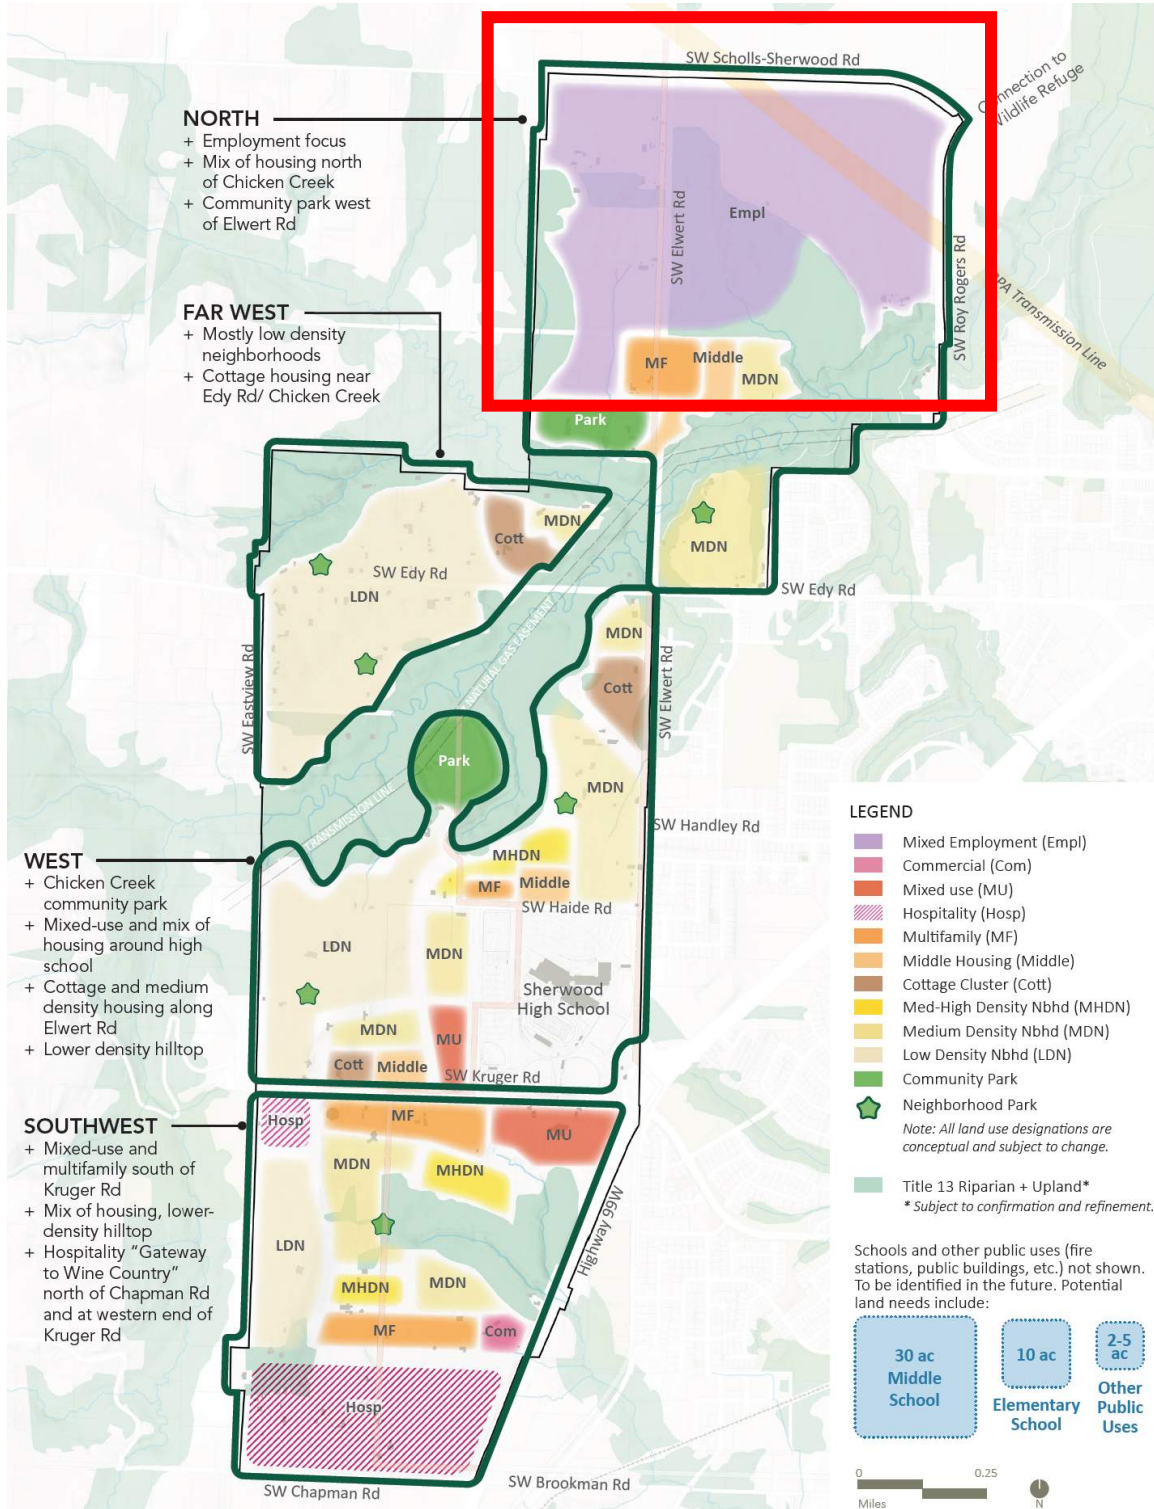 SW Scholls-Sherwood Rd
Connection to
Wildlife Refuge
NORTH
+ Employment focus
+ Mix of housing north
of Chicken Creek
+ Community park west
of Elwert Rd
SW Elwert Rd
Empl
SW Roy Rogers Rd
BPA Transmission Line
FAR WEST
+ Mostly low density
neighborhoods
+ Cottage housing near
Edy Rd/ Chicken Creek
MF
Middle
MDN
Park
MDN
Cott
MDN
SW Edy Rd
LDN
SW Edy Rd
SW Eastview Rd
NATURAL GAS EASEMENT
TRANSMISSION LINE
MDN
Cott
SW Elwert Rd
Park
MDN
SW Handley Rd
WEST
+ Chicken Creek
community park
+ Mixed-use and mix of
housing around high
school
+ Cottage and medium
density housing along
Elwert Rd
+ Lower density hilltop
MHDN
MF
Middle
SW Haide Rd
LDN
MDN
Sherwood
High School
MDN
MU
Cott
Middle
SW Kruger Rd
SOUTHWEST
+ Mixed-use and
multifamily south of
Kruger Rd
+ Mix of housing, lower-
density hilltop
+ Hospitality “Gateway
to Wine Country”
north of Chapman Rd
and at western end of
Kruger Rd
Hosp
MF
MU
MDN
MHDN
Highway 99W
LDN
MHDN
MDN
MF
Com
Hosp
SW Chapman Rd
SW Brookman Rd
LEGEND
Mixed Employment (Empl)
Commercial (Com)
Mixed use (MU)
Hospitality (Hosp)
Multifamily (MF)
Middle Housing (Middle)
Cottage Cluster (Cott)
Med-High Density Nbhd (MHDN)
Medium Density Nbhd (MDN)
Low Density Nbhd (LDN)
Community Park
Neighborhood Park
Note: All land use designations are
conceptual and subject to change.
Title 13 Riparian + Upland*
* Subject to confirmation and refinement.
Schools and other public uses (fire
stations, public buildings, etc.) not shown.
To be identified in the future. Potential
land needs include:
30 ac
Middle
School
10 ac
Elementary
School
2-5
ac
Other
Public
Uses
0 0.25
Miles
N